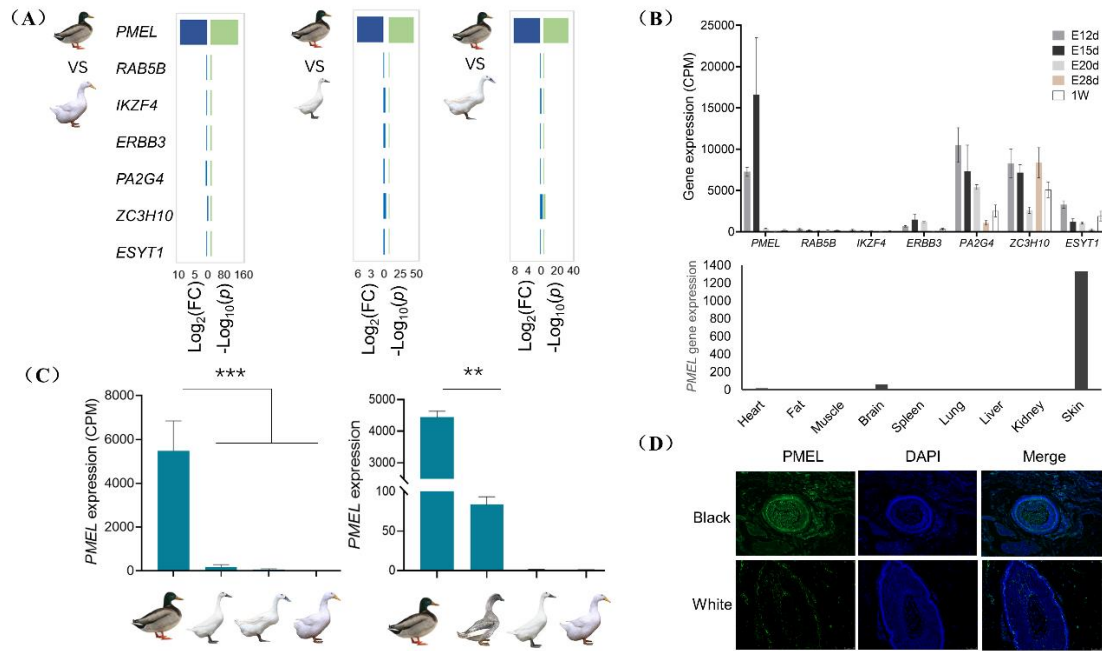 (A)
PMEL
VS
RAB5B
IKZF4
ERBB3
PA2G4
ZC3H10
ESYT1
10 5 0 80 160
Log2(FC)
-Log10(p)
VS
6 3 0 25 50
Log2(FC)
-Log10(p)
VS
8 4 0 20 40
Log2(FC)
-Log10(p)
(B)
Gene expression (CPM)
25000
20000
15000
10000
5000
0
E12d
E15d
E20d
E28d
1W
PMEL RAB5B IKZF4 ERBB3 PA2G4 ZC3H10 ESYT1
PMEL gene expression
1400
1200
1000
800
600
400
200
0
Heart Fat Muscle Brain Spleen Lung Liver Kidney Skin
(C)
PMEL expression (CPM)
8000
6000
4000
2000
0
***
PMEL expression
5000
4000
3000
100
50
0
**
(D)
PMEL DAPI Merge
Black
White